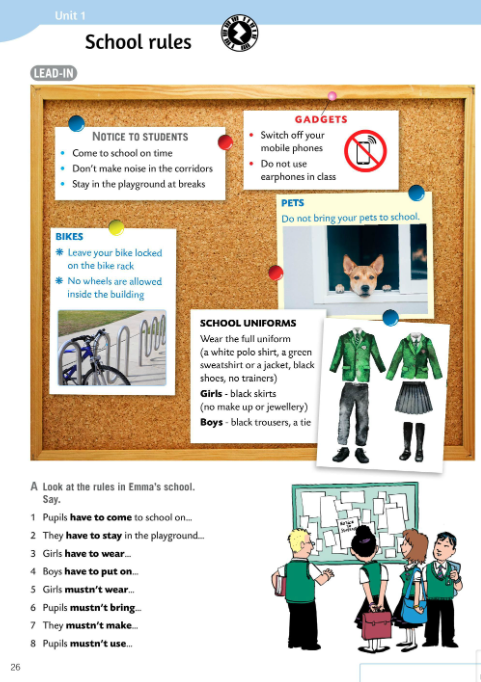 Unit 1
School rules
LEAD-IN
NOTICE TO STUDENTS
• Come to school on time
• Don't make noise in the corridors
• Stay in the playground at breaks
GADGETS
• Switch off your
mobile phones
• Do not use
earphones in class
PETS
Do not bring your pets to school.
BIKES
Leave your bike locked
on the bike rack
No wheels are allowed
inside the building
SCHOOL UNIFORMS
Wear the full uniform
(a white polo shirt, a green
sweatshirt or a jacket, black
shoes, no trainers)
Girls - black skirts
(no make up or jewellery)
Boys - black trousers, a tie
A Look at the rules in Emma's school.
Say.
1 Pupils have to come to school on...
2 They have to stay in the playground...
3 Girls have to wear...
4 Boys have to put on...
5 Girls mustn't wear...
6 Pupils mustn't bring...
7 They mustn't make...
8 Pupils mustn't use...
26